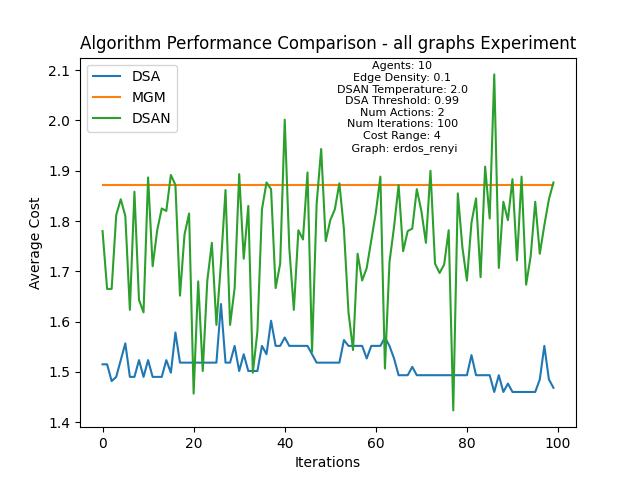 Algorithm Performance Comparison - all graphs Experiment
DSA
MGM
DSAN
Agents: 10
Edge Density: 0.1
DSAN Temperature: 2.0
DSA Threshold: 0.99
Num Actions: 2
Num Iterations: 100
Cost Range: 4
Graph: erdos_renyi
Average Cost
2.1
2.0
1.9
1.8
1.7
1.6
1.5
1.4
0 20 40 60 80 100
Iterations